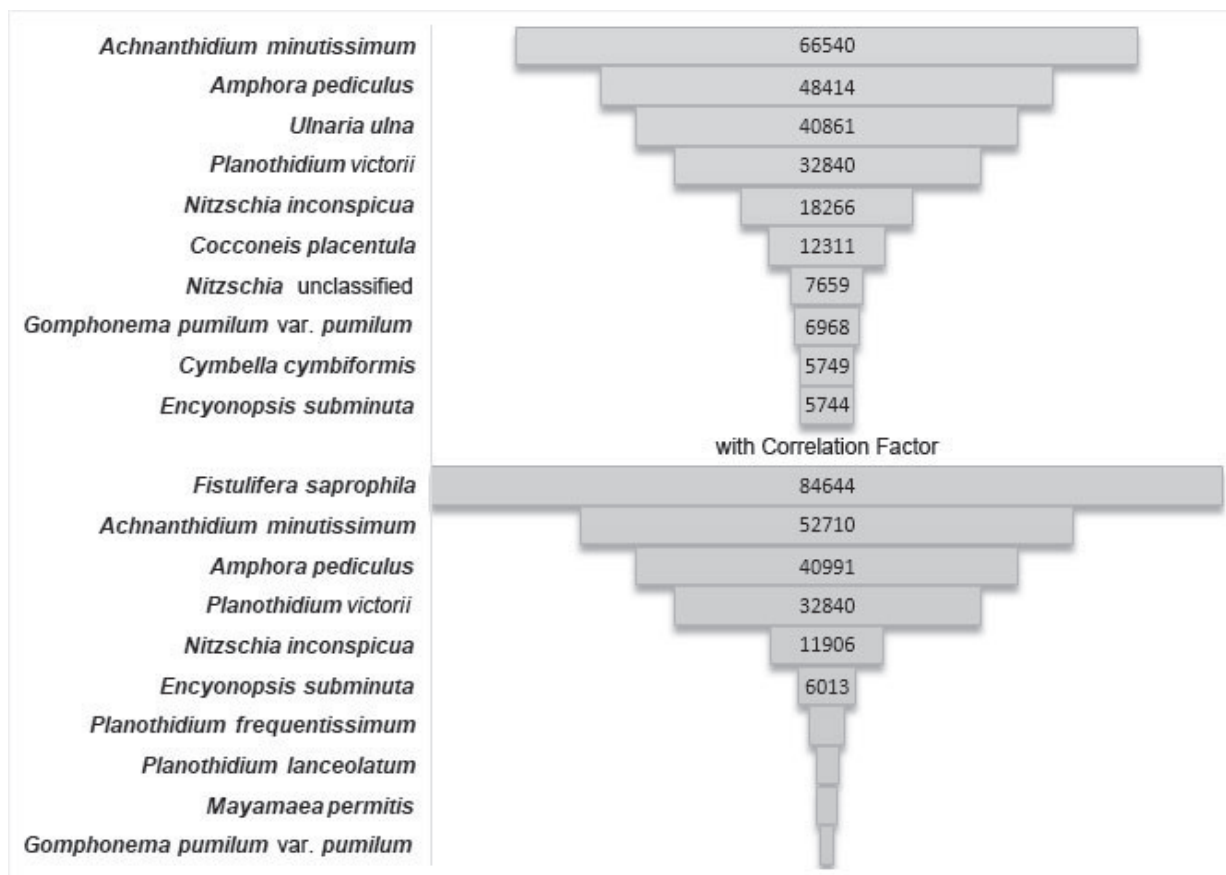 Achnanthidium minutissimum 66540
Amphora pediculus 48414
Ulnaria ulna 40861
Planothidium victorii 32840
Nitzschia inconspicua 18266
Cocconeis placentula 12311
Nitzschia unclassified 7659
Gomphonema pumilum var. pumilum 6968
Cymbella cymbiformis 5749
Encyonopsis subminuta 5744
with Correlation Factor
Fistulifera saprophila 84644
Achnanthidium minutissimum 52710
Amphora pediculus 40991
Planothidium victorii 32840
Nitzschia inconspicua 11906
Encyonopsis subminuta 6013
Planothidium frequentissimum
Planothidium lanceolatum
Mayamaea permitis
Gomphonema pumilum var. pumilum